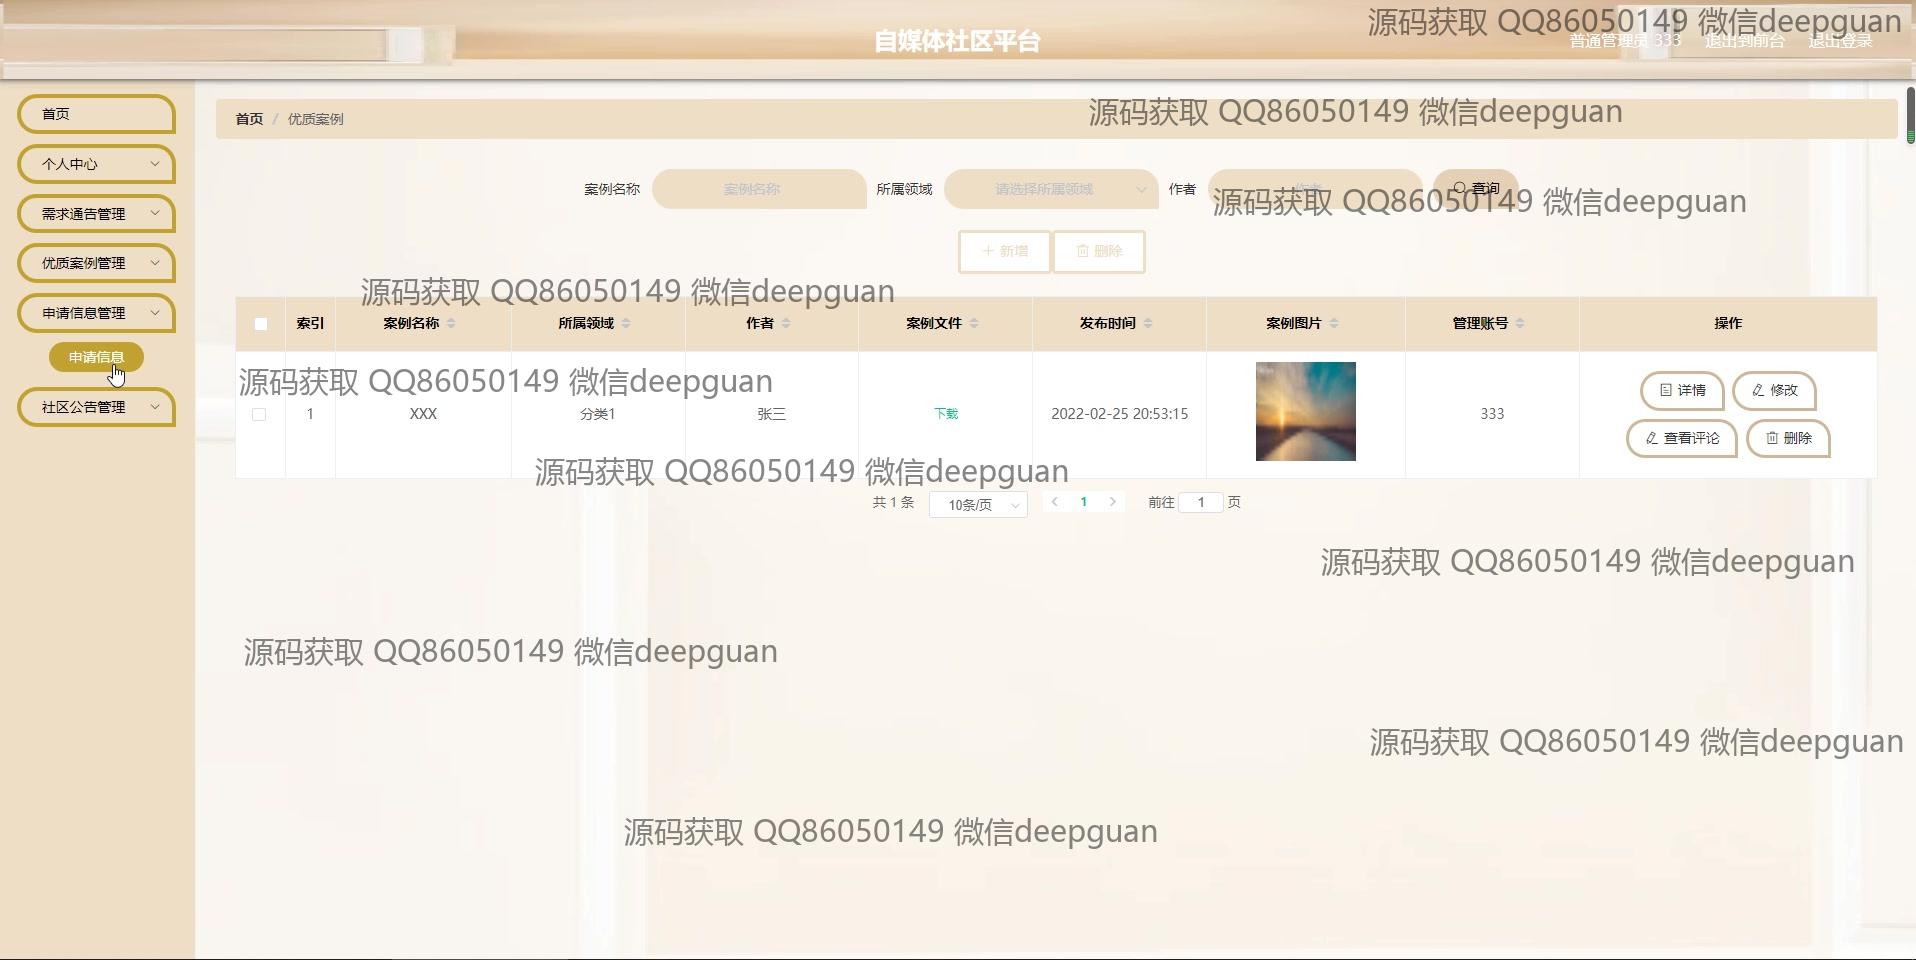 源码获取 QQ86050149 微信deepguan
自媒体社区平台
普通管理员 333 退出到前台 退出登录
首页
个人中心
需求通告管理
优质案例管理
申请信息管理
申请信息
社区公告管理
源码获取 QQ86050149 微信deepguan
首页 / 优质案例
案例名称 案例名称 所属领域 请选择所属领域 作者 作者 查询
源码获取 QQ86050149 微信deepguan
新增 删除
源码获取 QQ86050149 微信deepguan
索引 案例名称 所属领域 作者 案例文件 发布时间 案例图片 管理账号 操作
源码获取 QQ86050149 微信deepguan
1 XXX 分类1 张三 下载 2022-02-25 20:53:15 333
详情 修改
查看评论 删除
源码获取 QQ86050149 微信deepguan
共 1 条 10条/页 1 前往 1 页
源码获取 QQ86050149 微信deepguan
源码获取 QQ86050149 微信deepguan
源码获取 QQ86050149 微信deepguan
源码获取 QQ86050149 微信deepguan